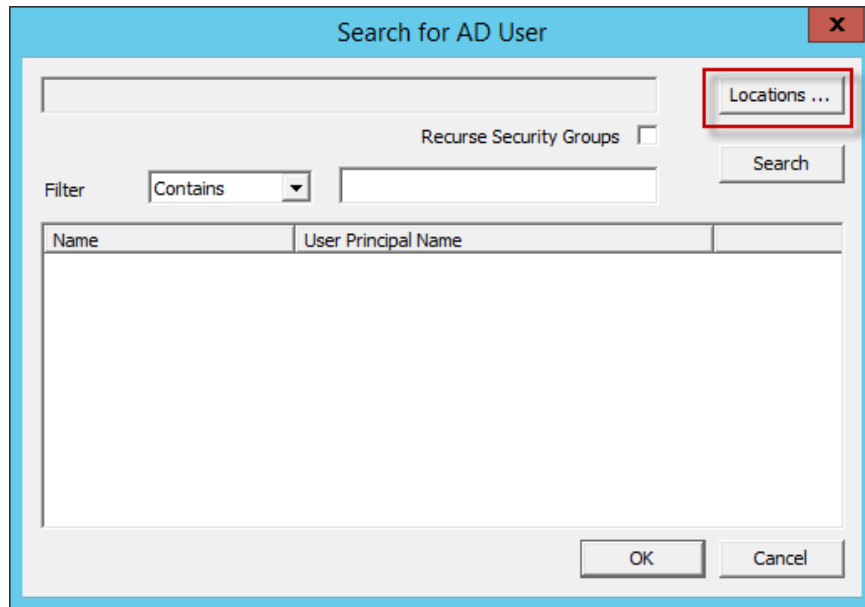 Search for AD User
x
Locations ...
Recurse Security Groups
Search
Filter Contains
Name User Principal Name
OK Cancel